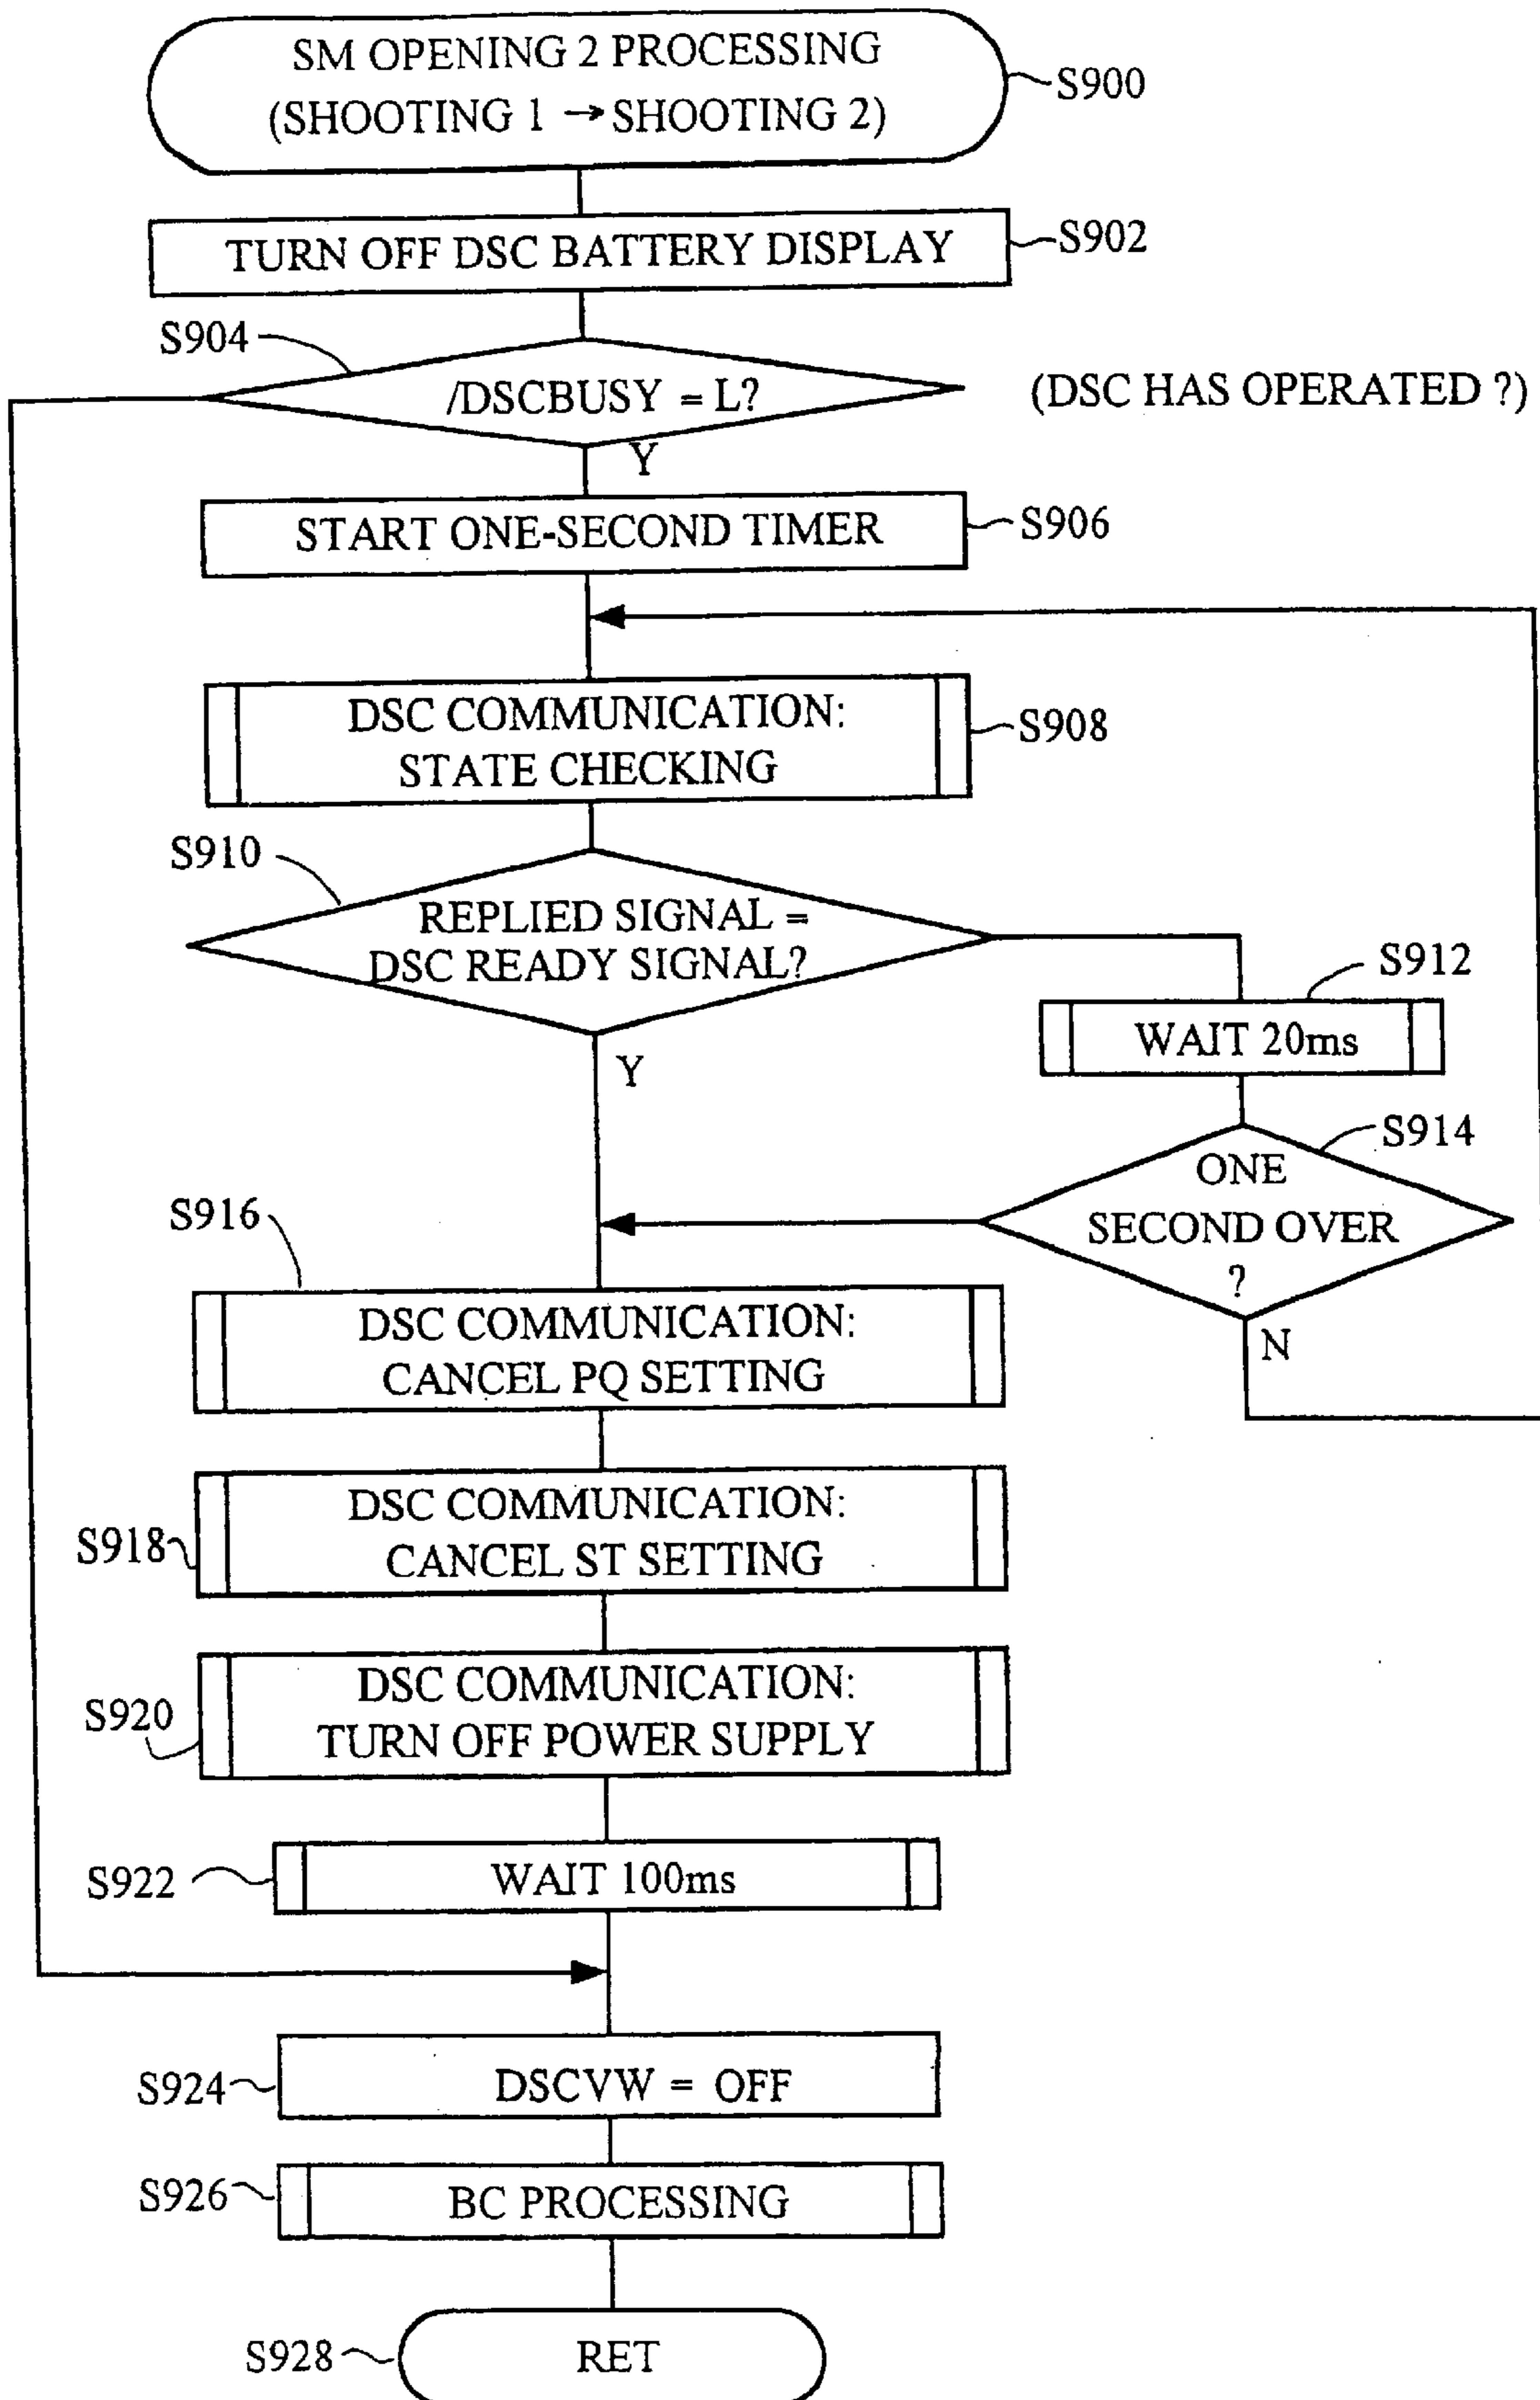 SM OPENING 2 PROCESSING
(SHOOTING 1 → SHOOTING 2)
S900
TURN OFF DSC BATTERY DISPLAY
S902
S904
/DSCBUSY = L?
(DSC HAS OPERATED ?)
Y
START ONE-SECOND TIMER
S906
DSC COMMUNICATION:
STATE CHECKING
S908
S910
REPLIED SIGNAL =
DSC READY SIGNAL?
Y
S912
WAIT 20ms
S914
ONE
SECOND OVER
?
N
S916
DSC COMMUNICATION:
CANCEL PQ SETTING
S918
DSC COMMUNICATION:
CANCEL ST SETTING
S920
DSC COMMUNICATION:
TURN OFF POWER SUPPLY
S922
WAIT 100ms
S924
DSCVW = OFF
S926
BC PROCESSING
S928
RET